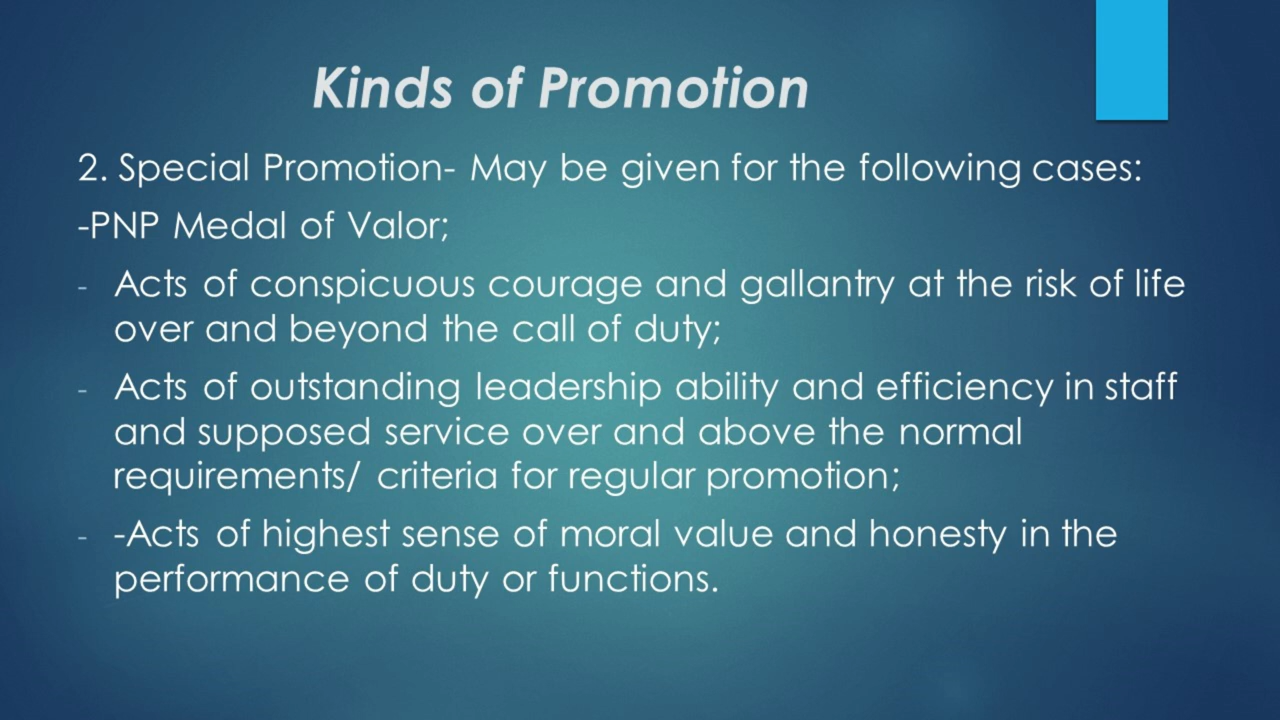 Kinds of Promotion
2. Special Promotion- May be given for the following cases:
-PNP Medal of Valor;
- Acts of conspicuous courage and gallantry at the risk of life
over and beyond the call of duty;
- Acts of outstanding leadership ability and efficiency in staff
and supposed service over and above the normal
requirements/ criteria for regular promotion;
- -Acts of highest sense of moral value and honesty in the
performance of duty or functions.